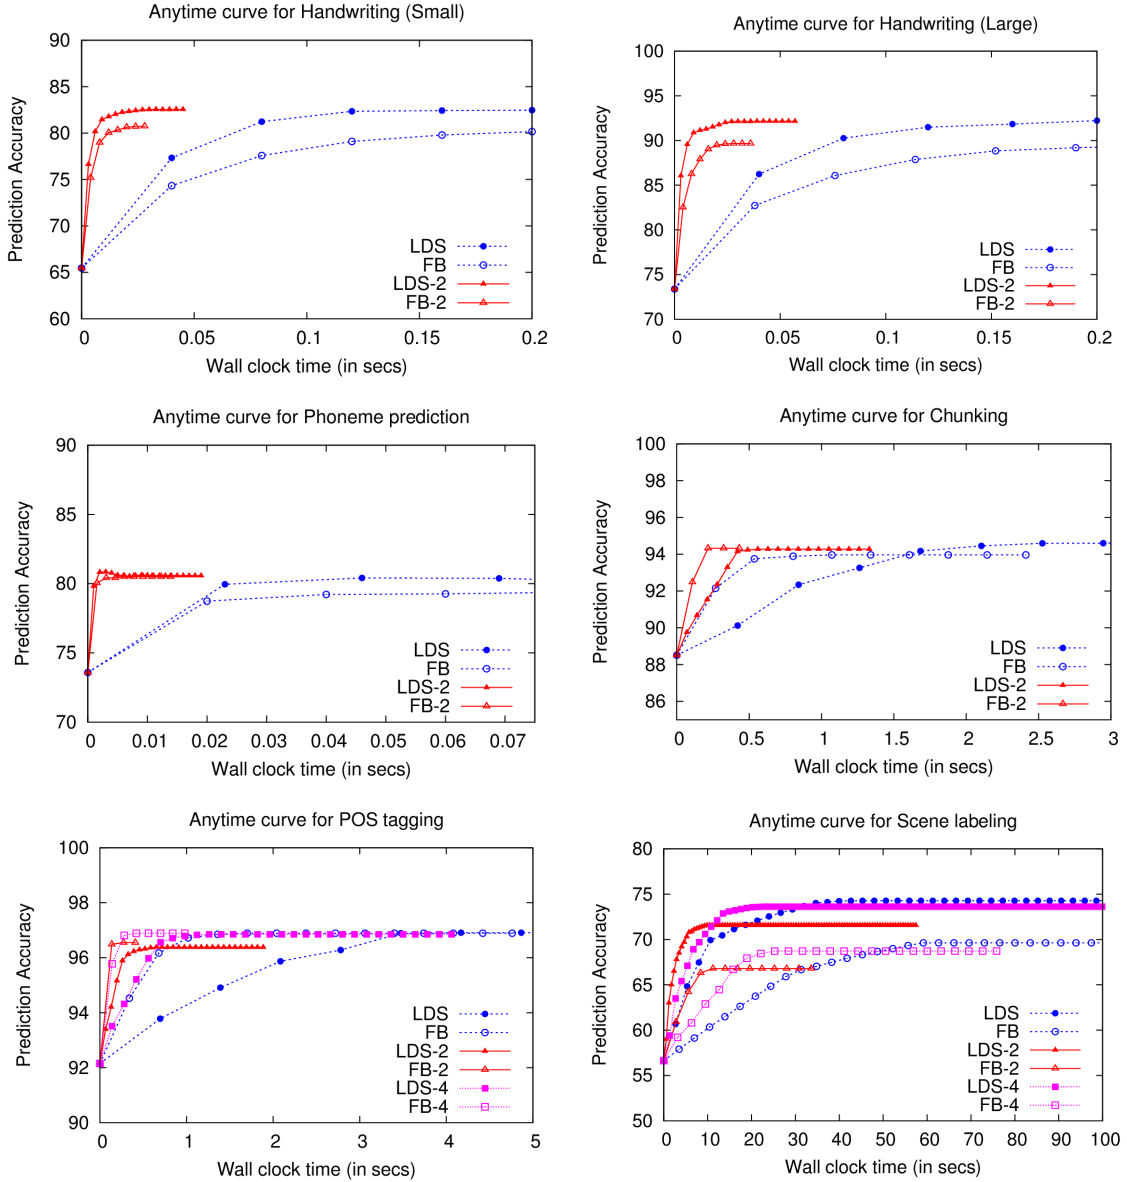 Anytime curve for Handwriting (Small)
90
85
80
75
70
65
60
Prediction Accuracy
LDS
FB
LDS-2
FB-2
0 0.05 0.1 0.15 0.2
Wall clock time (in secs)
Anytime curve for Handwriting (Large)
100
95
90
85
80
75
70
Prediction Accuracy
LDS
FB
LDS-2
FB-2
0 0.05 0.1 0.15 0.2
Wall clock time (in secs)
Anytime curve for Phoneme prediction
90
85
80
75
70
Prediction Accuracy
LDS
FB
LDS-2
FB-2
0 0.01 0.02 0.03 0.04 0.05 0.06 0.07
Wall clock time (in secs)
Anytime curve for Chunking
100
98
96
94
92
90
88
86
Prediction Accuracy
LDS
FB
LDS-2
FB-2
0 0.5 1 1.5 2 2.5 3
Wall clock time (in secs)
Anytime curve for POS tagging
100
98
96
94
92
90
Prediction Accuracy
LDS
FB
LDS-2
FB-2
LDS-4
FB-4
0 1 2 3 4 5
Wall clock time (in secs)
Anytime curve for Scene labeling
80
75
70
65
60
55
50
Prediction Accuracy
LDS
FB
LDS-2
FB-2
LDS-4
FB-4
0 10 20 30 40 50 60 70 80 90 100
Wall clock time (in secs)